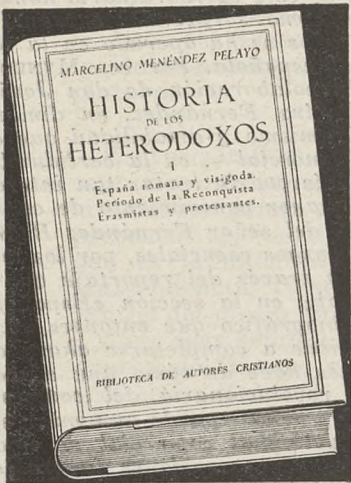 MARCELINO MENÉNDEZ PELAYO
HISTORIA
DE LOS
HETERODOXOS
I
España romana y visigoda.
Período de la Reconquista
Erasmistas y protestantes.
BIBLIOTECA DE AUTORES CRISTIANOS